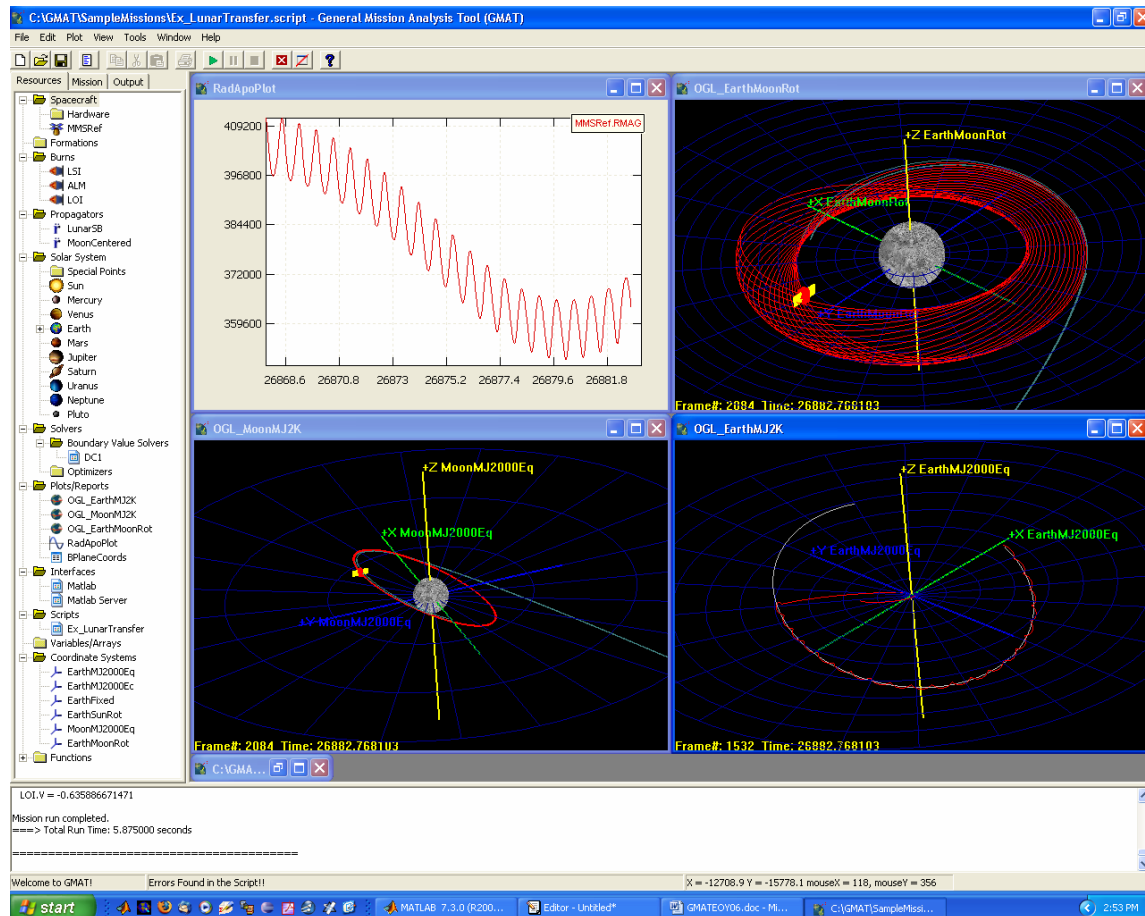 C:\GMAT\SampleMissions\Ex_LunarTransfer.script - General Mission Analysis Tool (GMAT)
File Edit Plot View Tools Window Help
Resources Mission Output
Spacecraft
Hardware
MMSRef
Formations
Burns
LSI
ALM
LOI
Propagators
LunarSB
MoonCentered
Solar System
Special Points
Sun
Mercury
Venus
Earth
Mars
Jupiter
Saturn
Uranus
Neptune
Pluto
Solvers
Boundary Value Solvers
DC1
Optimizers
Plots/Reports
OGL_EarthMJ2K
OGL_MoonMJ2K
OGL_EarthMoonRot
RadApoPlot
BPlaneCoords
Interfaces
Matlab
Matlab Server
Scripts
Ex_LunarTransfer
Variables/Arrays
Coordinate Systems
EarthMJ2000Eq
EarthMJ2000Ec
EarthFixed
EarthSunRot
MoonMJ2000Eq
EarthMoonRot
Functions
RadApoPlot
MMSRef.RMAG
409200
396800
384400
372000
359600
26868.6 26870.8 26873 26875.2 26877.4 26879.6 26881.8
OGL_EarthMoonRot
+Z EarthMoonRot
+X EarthMoonRot
+Y EarthMoonRot
Frame#: 2084 Time: 26882.768103
OGL_MoonMJ2K
+Z MoonMJ2000Eq
+X MoonMJ2000Eq
+Y MoonMJ2000Eq
Frame#: 2084 Time: 26882.768103
OGL_EarthMJ2K
+Z EarthMJ2000Eq
+X EarthMJ2000Eq
+Y EarthMJ2000Eq
Frame#: 1532 Time: 26882.768103
C:\GMA...
LOI.V = -0.635886671471
Mission run completed.
===> Total Run Time: 5.875000 seconds
========================================
Welcome to GMAT! Errors Found in the Script!! X = -12708.9 Y = -15778.1 mouseX = 118, mouseY = 356
start MATLAB 7.3.0 (R200... Editor - Untitled* GMATEOY06.doc - Mi... C:\GMAT\SampleMissi... 2:53 PM